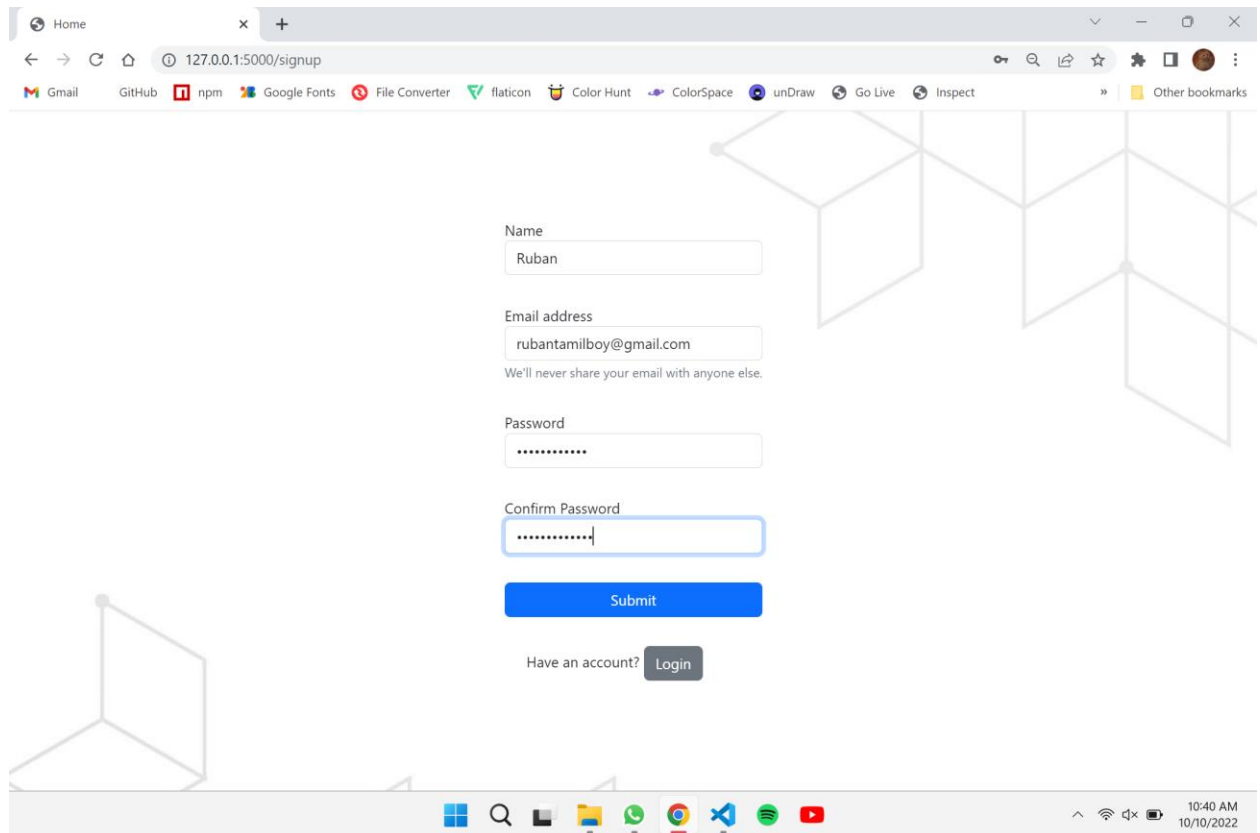 Home
127.0.0.1:5000/signup
Gmail GitHub npm Google Fonts File Converter flaticon Color Hunt ColorSpace unDraw Go Live Inspect » Other bookmarks
Name
Ruban
Email address
rubantamilboy@gmail.com
We'll never share your email with anyone else.
Password
••••••••••••
Confirm Password
•••••••••••••
Submit
Have an account? Login
10:40 AM
10/10/2022